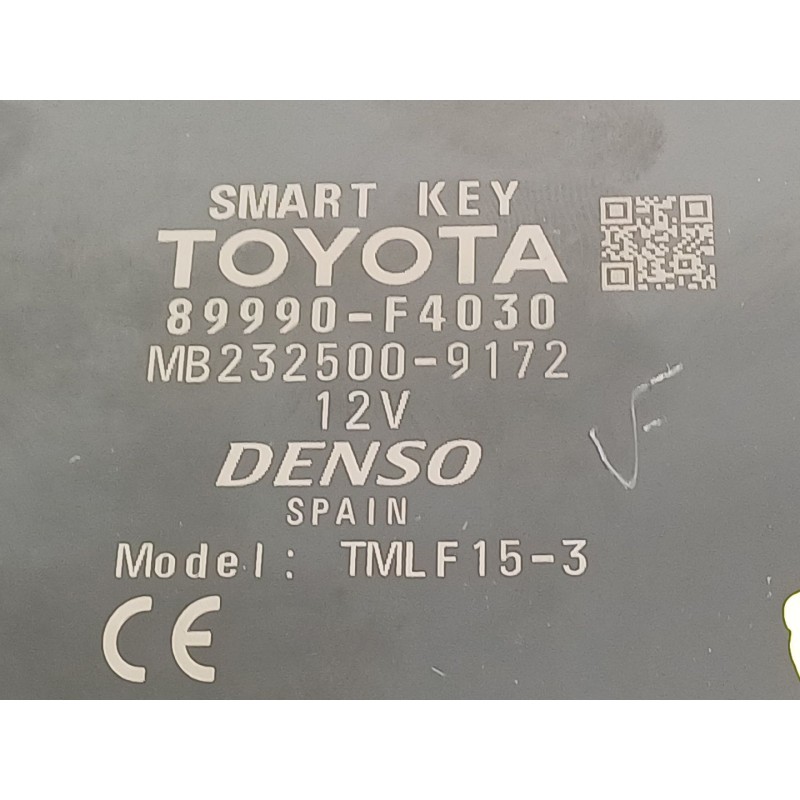 SMART KEY
TOYOTA
89990-F4030
MB232500-9172
12V
DENSO
SPAIN
Model: TMLF15-3
CE